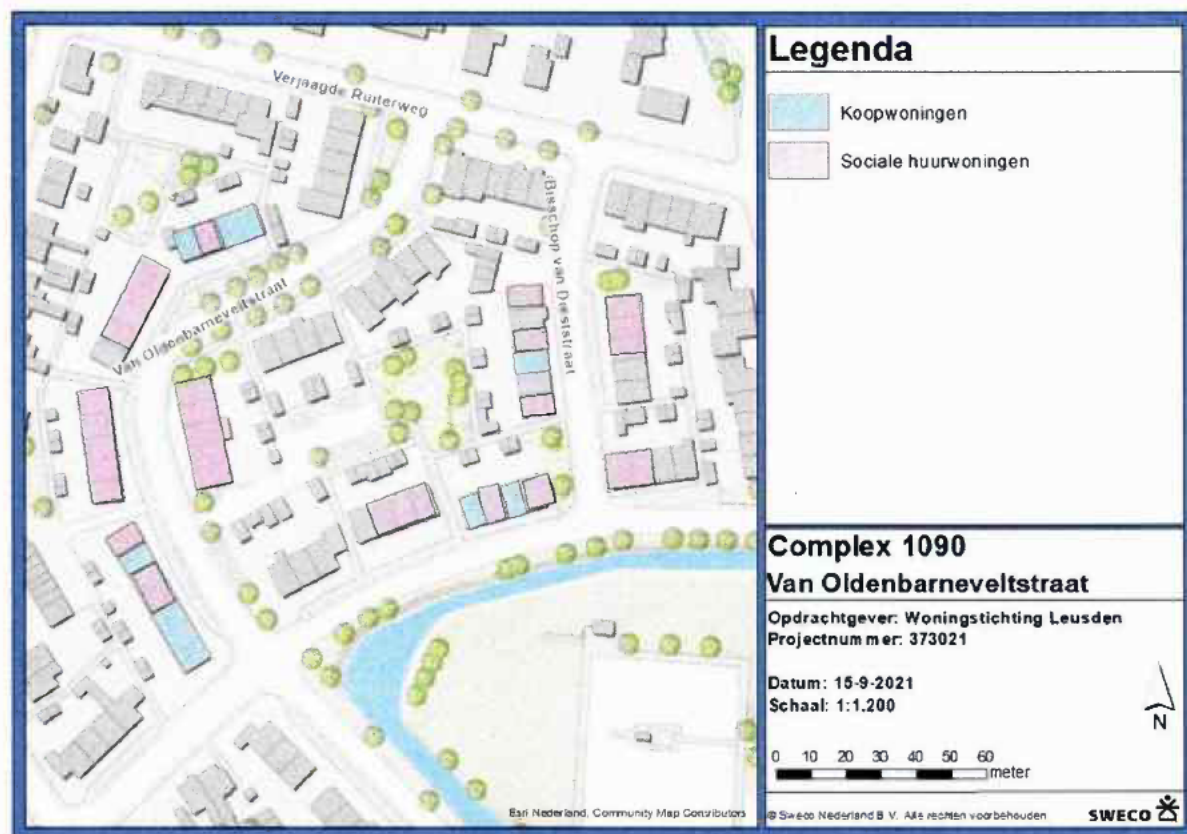 Verjaagde Ruiterweg
Bisschop van Dieststraat
Van Oldenbarneveltstraat
Esri Nederland, Community Map Contributors
Legenda
Koopwoningen
Sociale huurwoningen
Complex 1090
Van Oldenbarneveltstraat
Opdrachtgever: Woningstichting Leusden
Projectnummer: 373021
Datum: 15-9-2021
Schaal: 1:1.200
N
0 10 20 30 40 50 60
meter
© Sweco Nederland B.V. Alle rechten voorbehouden
SWECO